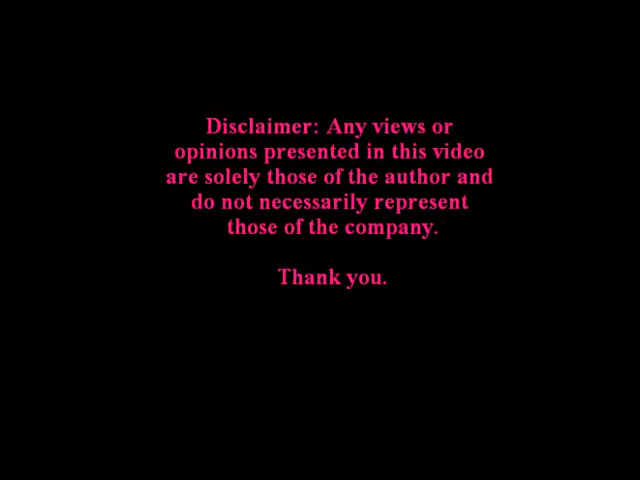 Disclaimer: Any views or
opinions presented in this video
are solely those of the author and
do not necessarily represent
those of the company.
Thank you.